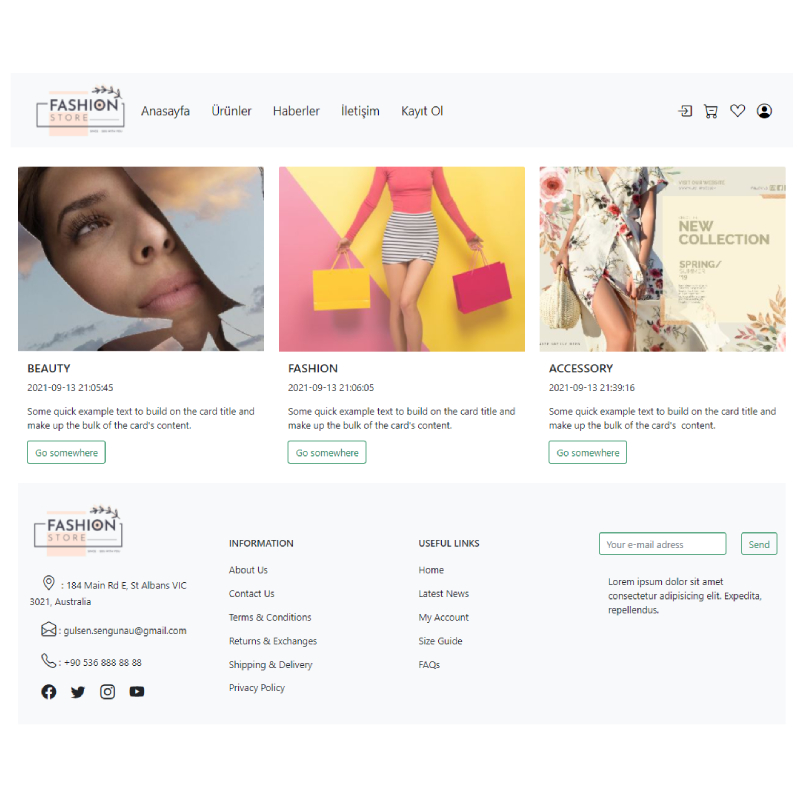 FASHION
STORE
Anasayfa Ürünler Haberler İletişim Kayıt Ol
NEW
COLLECTION
SPRING/
SUMMER
'18
BEAUTY
2021-09-13 21:05:45
Some quick example text to build on the card title and
make up the bulk of the card's content.
Go somewhere
FASHION
2021-09-13 21:06:05
Some quick example text to build on the card title and
make up the bulk of the card's content.
Go somewhere
ACCESSORY
2021-09-13 21:39:16
Some quick example text to build on the card title and
make up the bulk of the card's content.
Go somewhere
FASHION
STORE
: 184 Main Rd E, St Albans VIC
3021, Australia
: gulsen.sengunau@gmail.com
: +90 536 888 88 88
INFORMATION
About Us
Contact Us
Terms & Conditions
Returns & Exchanges
Shipping & Delivery
Privacy Policy
USEFUL LINKS
Home
Latest News
My Account
Size Guide
FAQs
Your e-mail adress Send
Lorem ipsum dolor sit amet
consectetur adipisicing elit. Expedita,
repellendus.